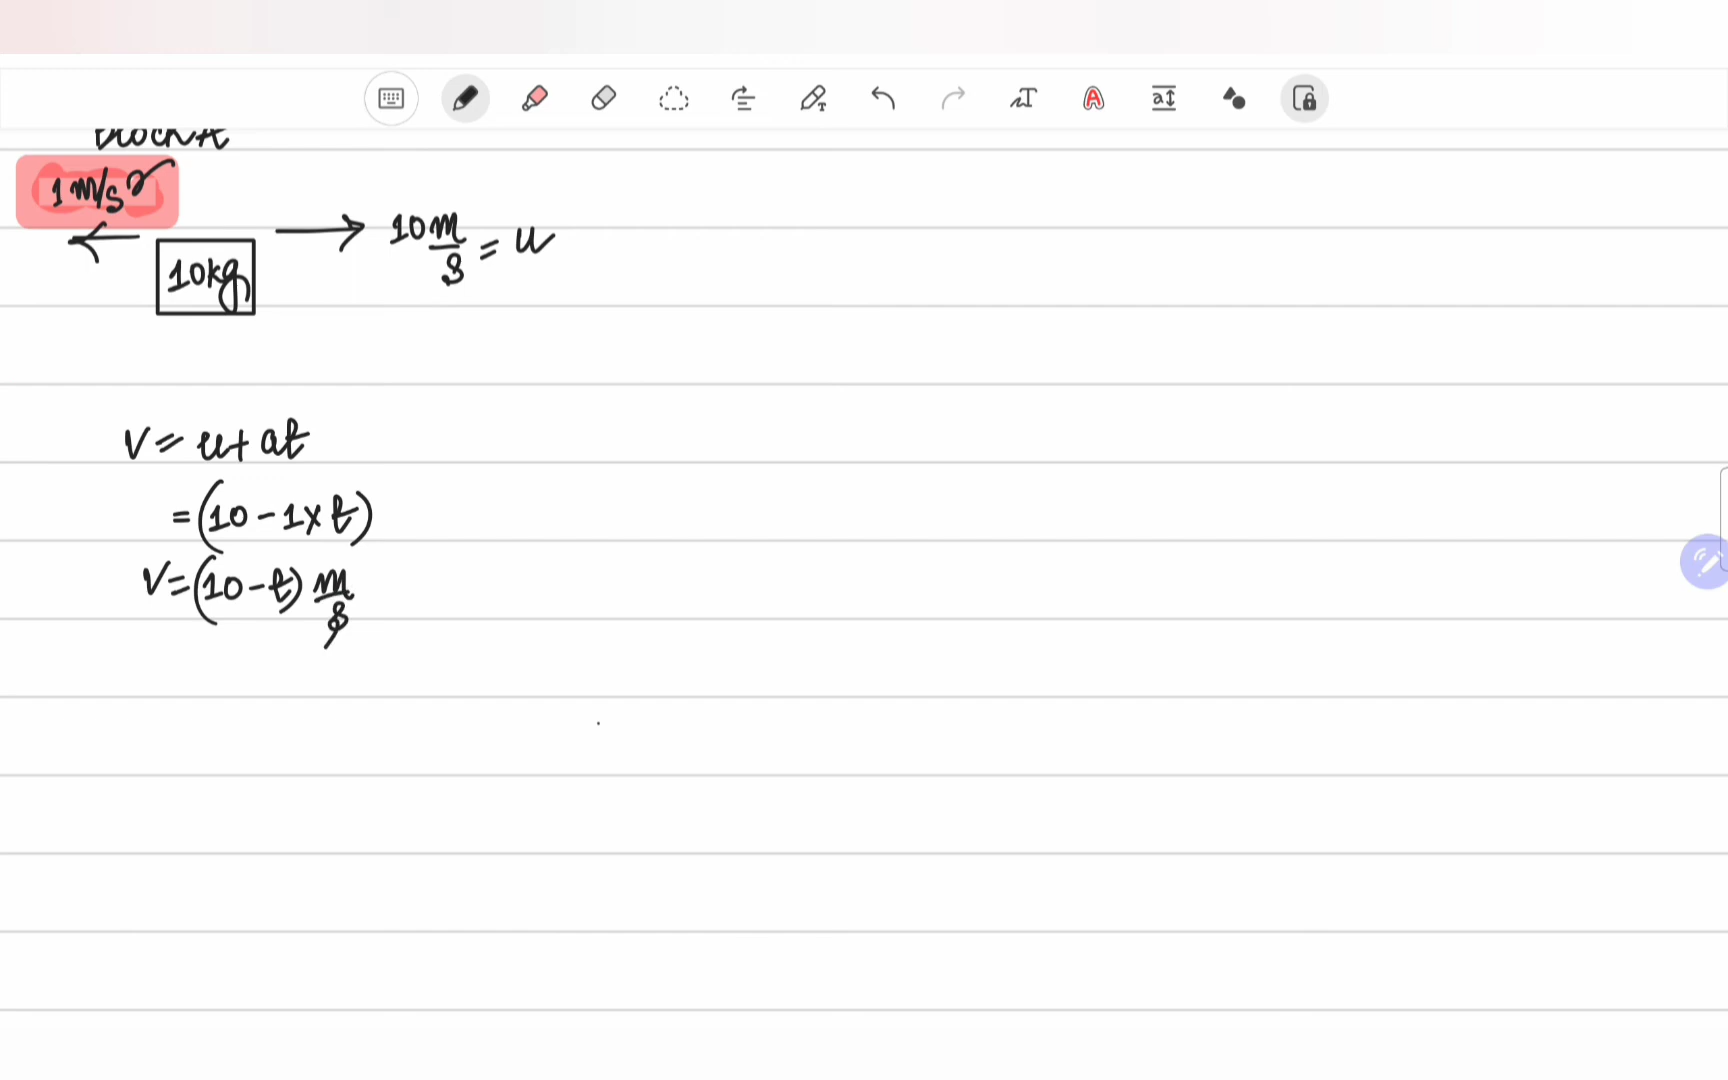 1 m/s²
10 m/s = u
10kg
v = u + at
= (10 - 1 × t)
v = (10 - t) m/s